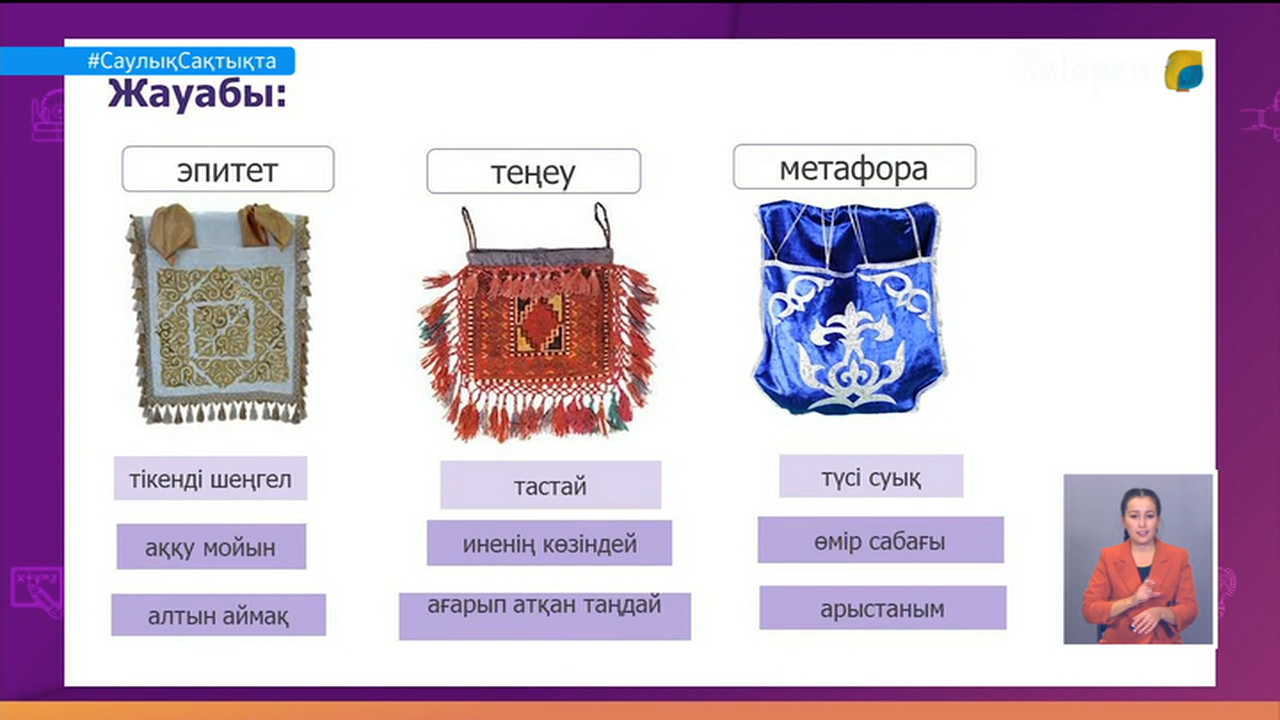 #СаулықСақтықта
Balapan
Жауабы:
эпитет
теңеу
метафора
тікенді шеңгел
тастай
түсі суық
аққу мойын
иненің көзіндей
өмір сабағы
алтын аймақ
ағарып атқан таңдай
арыстаным